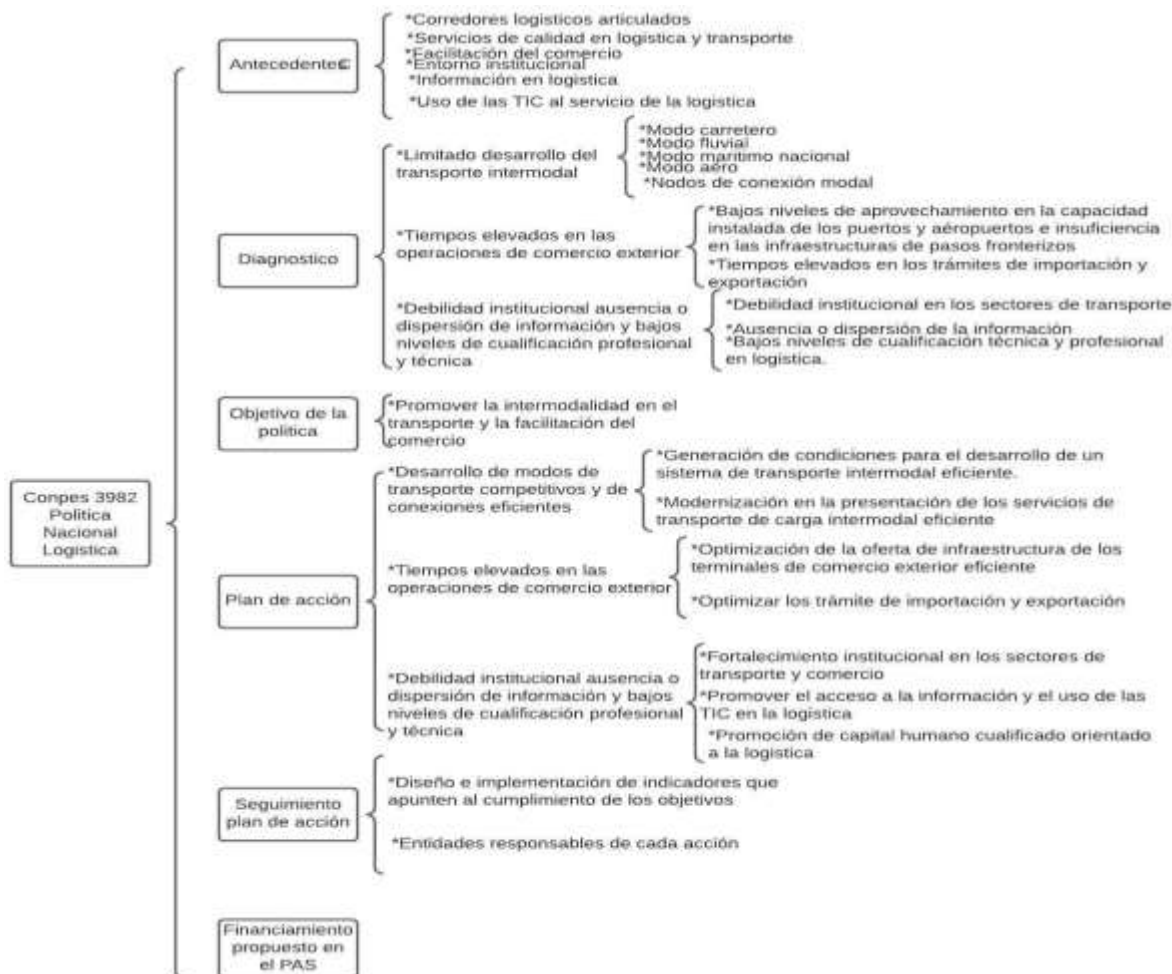 Conpes 3982
Politica
Nacional
Logistica
Antecedentes
*Corredores logisticos articulados
*Servicios de calidad en logistica y transporte
*Facilitación del comercio
*Entorno institucional
*Información en logistica
*Uso de las TIC al servicio de la logistica
Diagnostico
*Limitado desarrollo del
transporte intermodal
*Modo carretero
*Modo fluvial
*Modo maritimo nacional
*Modo aéro
*Nodos de conexión modal
*Tiempos elevados en las
operaciones de comercio exterior
*Bajos niveles de aprovechamiento en la capacidad
instalada de los puertos y aéropuertos e insuficiencia
en las infraestructuras de pasos fronterizos
*Tiempos elevados en los trámites de importación y
exportación
*Debilidad institucional ausencia o
dispersión de información y bajos
niveles de cualificación profesional
y técnica
*Debilidad institucional en los sectores de transporte
*Ausencia o dispersión de la información
*Bajos niveles de cualificación técnica y profesional
en logística.
Objetivo de la
politica
*Promover la intermodalidad en el
transporte y la facilitación del
comercio
Plan de acción
*Desarrollo de modos de
transporte competitivos y de
conexiones eficientes
*Generación de condiciones para el desarrollo de un
sistema de transporte intermodal eficiente.
*Modernización en la presentación de los servicios de
transporte de carga intermodal eficiente
*Tiempos elevados en las
operaciones de comercio exterior
*Optimización de la oferta de infraestructura de los
terminales de comercio exterior eficiente
*Optimizar los trámite de importación y exportación
*Debilidad institucional ausencia o
dispersión de información y bajos
niveles de cualificación profesional
y técnica
*Fortalecimiento institucional en los sectores de
transporte y comercio
*Promover el acceso a la información y el uso de las
TIC en la logística
*Promoción de capital humano cualificado orientado
a la logística
Seguimiento
plan de acción
*Diseño e implementación de indicadores que
apunten al cumplimiento de los objetivos
*Entidades responsables de cada acción
Financiamiento
propuesto en
el PAS